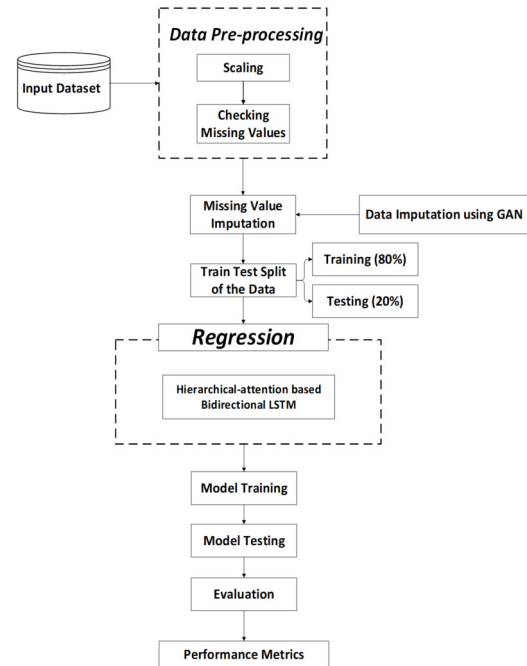 Data Pre-processing
Input Dataset
Scaling
Checking
Missing Values
Missing Value
Imputation
Data Imputation using GAN
Train Test Split
of the Data
Training (80%)
Testing (20%)
Regression
Hierarchical-attention based
Bidirectional LSTM
Model Training
Model Testing
Evaluation
Performance Metrics